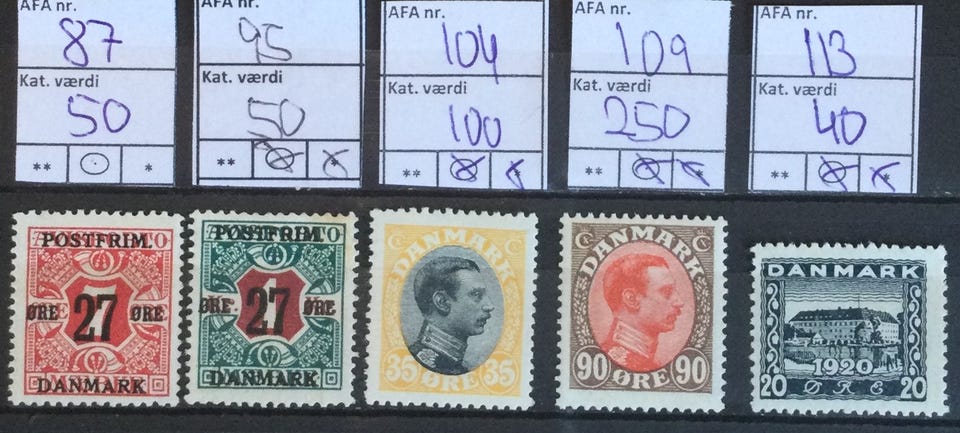 AFA nr.
87
Kat. værdi
50
** ⊙ *
AFA nr.
95
Kat. værdi
50
** *
AFA nr.
104
Kat. værdi
100
** *
AFA nr.
109
Kat. værdi
250
** *
AFA nr.
113
Kat. værdi
40
** *
POSTFRIM.
ØRE 27 ØRE
DANMARK
POSTFRIM.
ØRE 27 ØRE
DANMARK
DANMARK
35 ØRE 35
DANMARK
90 ØRE 90
DANMARK
1920
20 ØRE 20